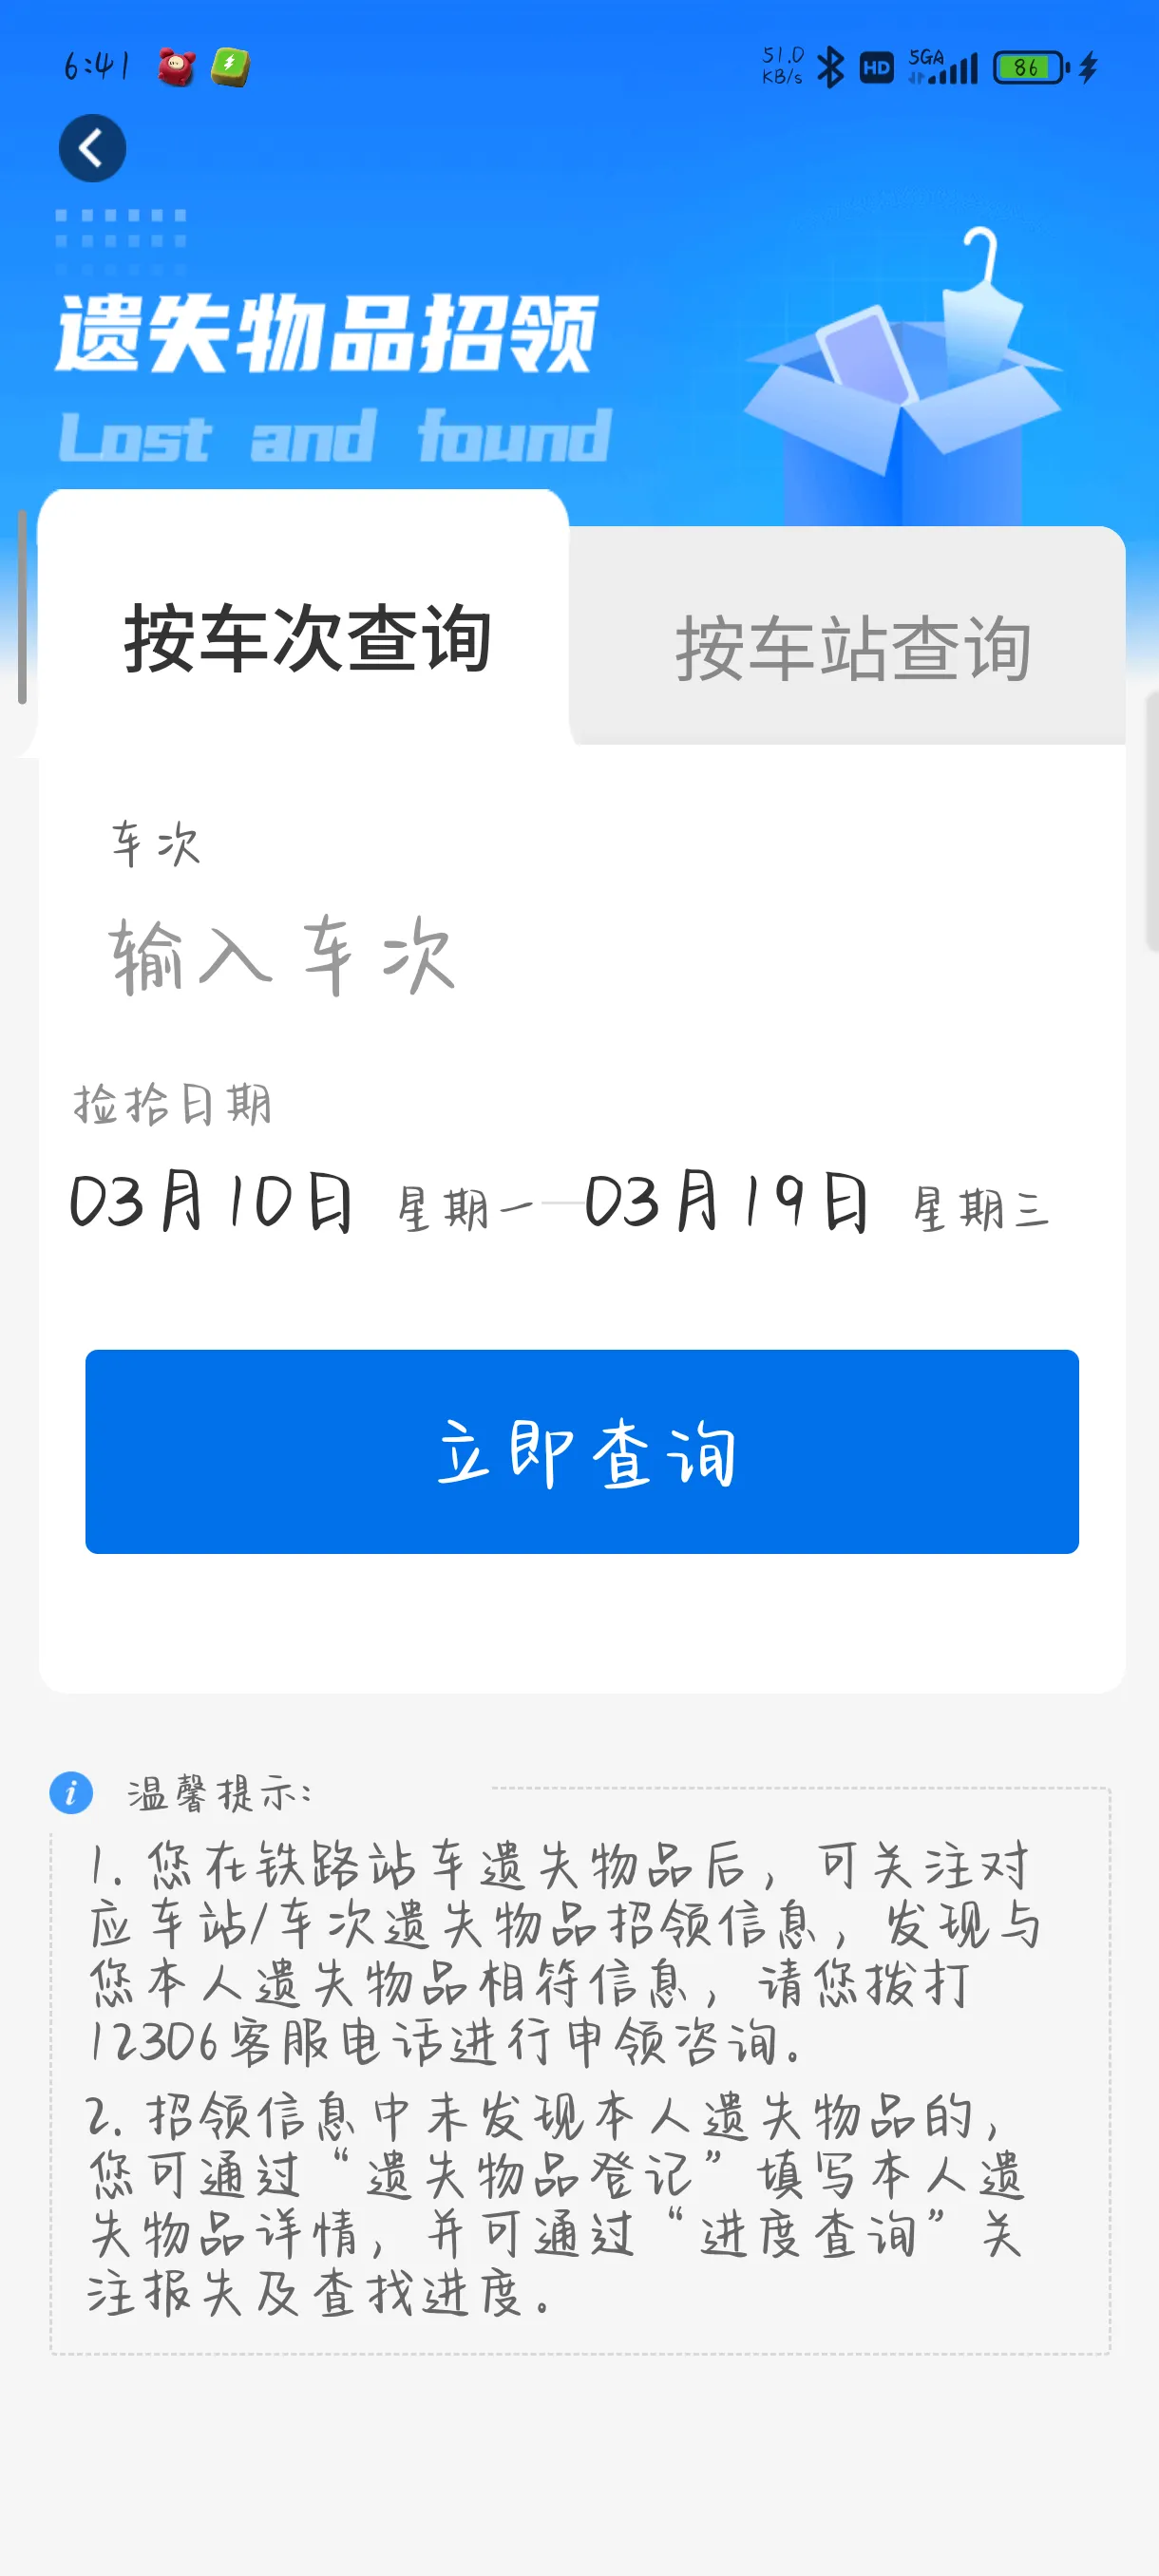 6:41
51.0
KB/s
HD
5GA
86
遗失物品招领
Lost and found
按车次查询
按车站查询
车次
输入车次
捡拾日期
03月10日 星期一—03月19日 星期三
立即查询
温馨提示:
1. 您在铁路站车遗失物品后，可关注对
应车站/车次遗失物品招领信息，发现与
您本人遗失物品相符信息，请您拨打
12306客服电话进行申领咨询。
2. 招领信息中未发现本人遗失物品的，
您可通过“遗失物品登记”填写本人遗
失物品详情，并可通过“进度查询”关
注报失及查找进度。